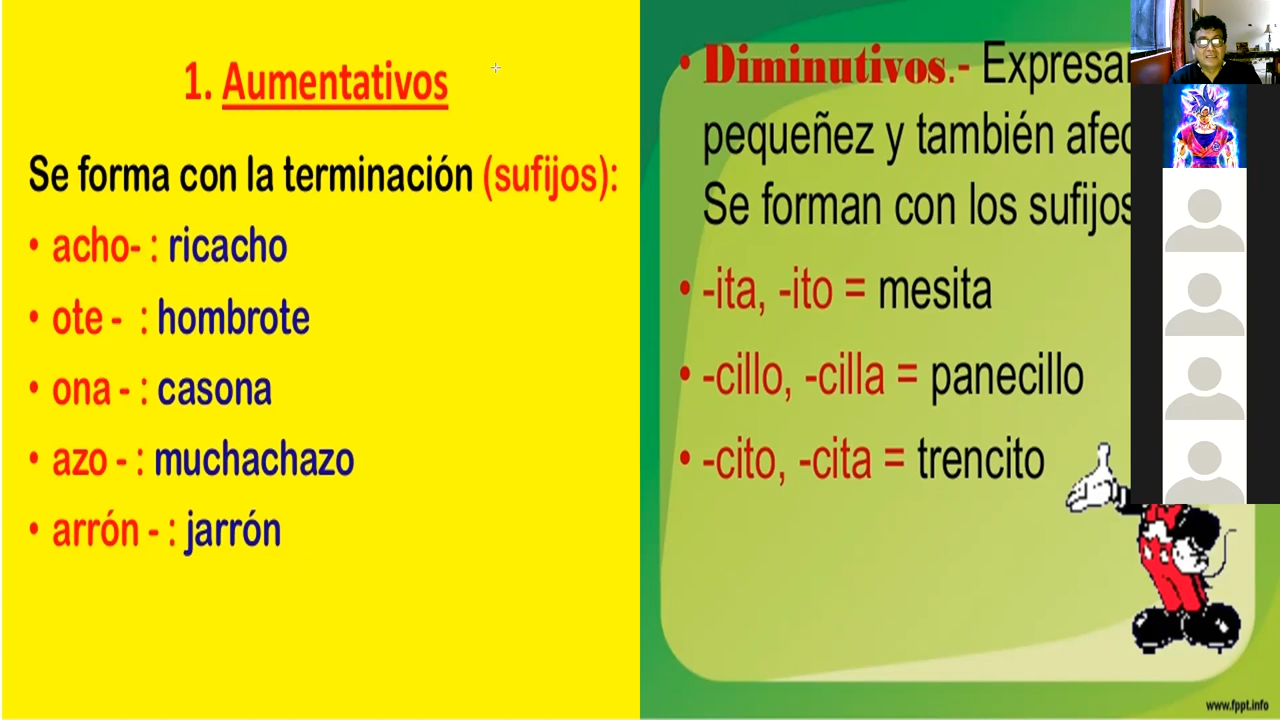 1. Aumentativos
Se forma con la terminación (sufijos):
• acho- : ricacho
• ote - : hombrote
• ona - : casona
• azo - : muchachazo
• arrón - : jarrón
• Diminutivos.- Expresa
pequeñez y también
Se forman con los sufijos
• -ita, -ito = mesita
• -cillo, -cilla = panecillo
• -cito, -cita = trencito
www.fppt.info